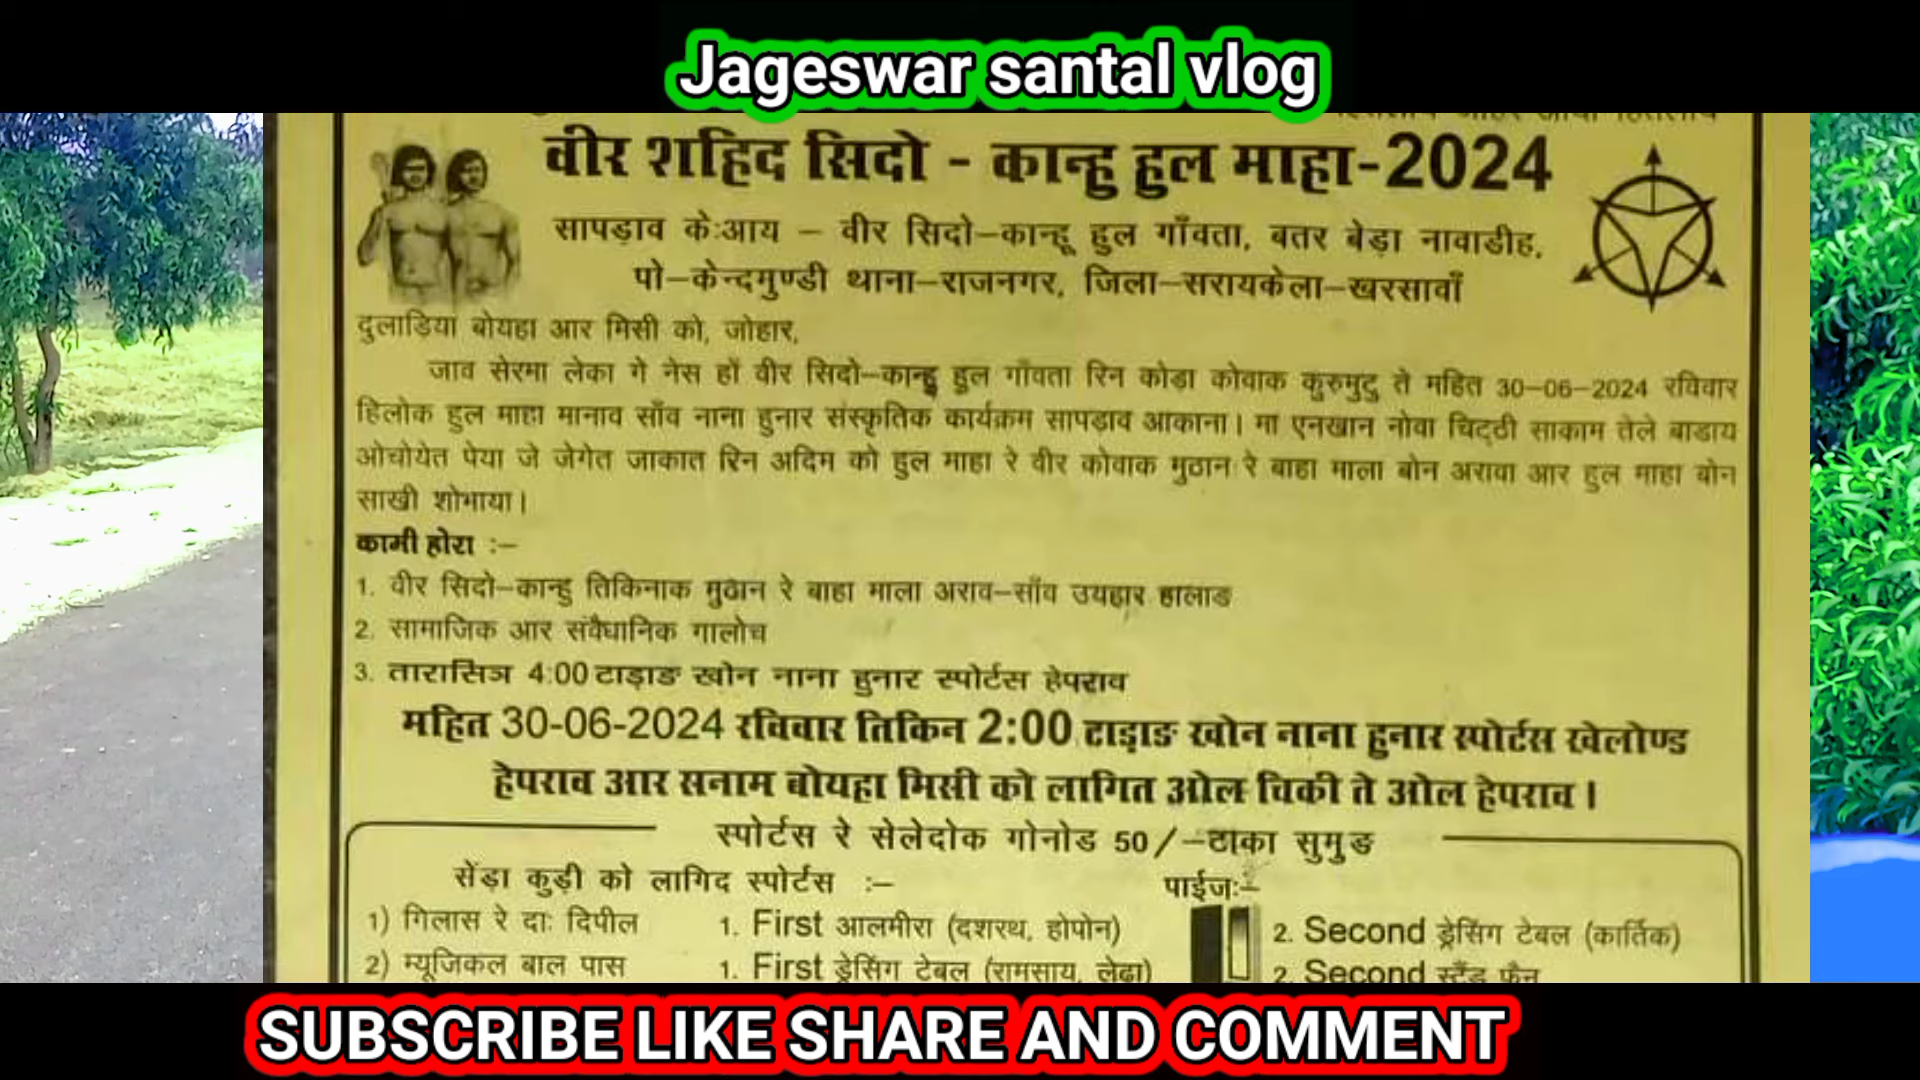 Jageswar santal vlog
वीर शहिद सिदो - कान्हु हुल माहा-2024
सापड़ाव केःआय – वीर सिदो–कान्हू हुल गाँवता, बतर बेड़ा नावाडीह,
पो–केन्दमुण्डी थाना–राजनगर, जिला–सरायकेला–खरसावाँ
दुलाड़िया बोयहा आर मिसी को, जोहार,
जाव सेरमा लेका गे नेस हों वीर सिदो–कान्हु हुल गाँवता रिन कोड़ा कोवाक कुरुमुटु ते महित 30–06–2024 रविवार
हिलोक हुल माहा मानाव साँव नाना हुनार संस्कृतिक कार्यक्रम सापड़ाव आकाना। मा एनखान नोवा चिट्ठी साकाम तेले बाडाय
ओचोयेत पेया जे जेगेत जाकात रिन अदिम को हुल माहा रे वीर कोवाक मुठान रे बाहा माला बोन अरावा आर हुल माहा बोन
साखी शोभाया।
कामी होरा :–
1. वीर सिदो–कान्हु तिकिनाक मुठान रे बाहा माला अराव–साँव उयहार हालाङ
2. सामाजिक आर संवैधानिक गालोच
3. तारासिञ 4:00 टाड़ाङ खोन नाना हुनार स्पोर्टस हेपराव
महित 30-06-2024 रविवार तिकिन 2:00 टाड़ाङ खोन नाना हुनार स्पोर्टस खेलोण्ड
हेपराव आर सनाम बोयहा मिसी को लागित ओल चिकी ते ओल हेपराव।
स्पोर्टस रे सेलेदोक गोनोड 50/–टाका सुमुङ
सेंड़ा कुड़ी को लागिद स्पोर्टस :– पाईजः–
1) गिलास रे दाः दिपील 1. First आलमीरा (दशरथ, होपोन) 2. Second ड्रेसिंग टेबल (कार्तिक)
2) म्यूजिकल बाल पास 1. First ड्रेसिंग टेबल (रामसाय, लेढा) 2. Second स्टैंड फैन
SUBSCRIBE LIKE SHARE AND COMMENT